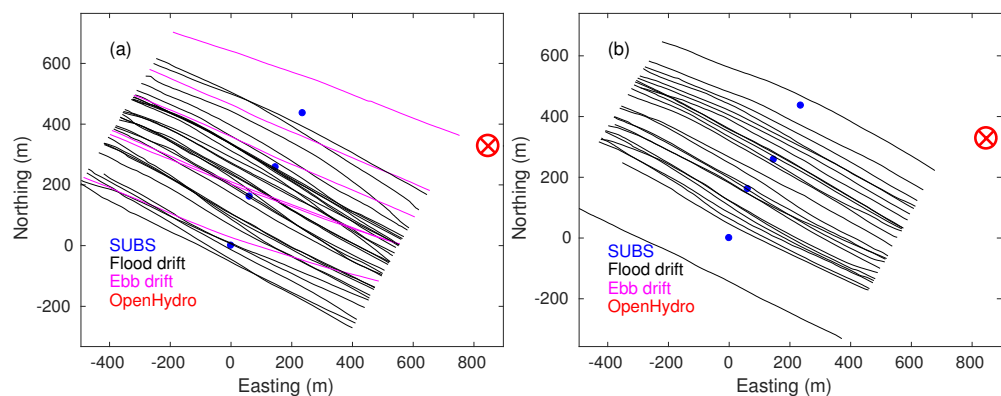 (a)
600
400
200
0
-200
Northing (m)
SUBS
Flood drift
Ebb drift
OpenHydro
-400 -200 0 200 400 600 800
Easting (m)
(b)
600
400
200
0
-200
Northing (m)
SUBS
Flood drift
Ebb drift
OpenHydro
-400 -200 0 200 400 600 800
Easting (m)